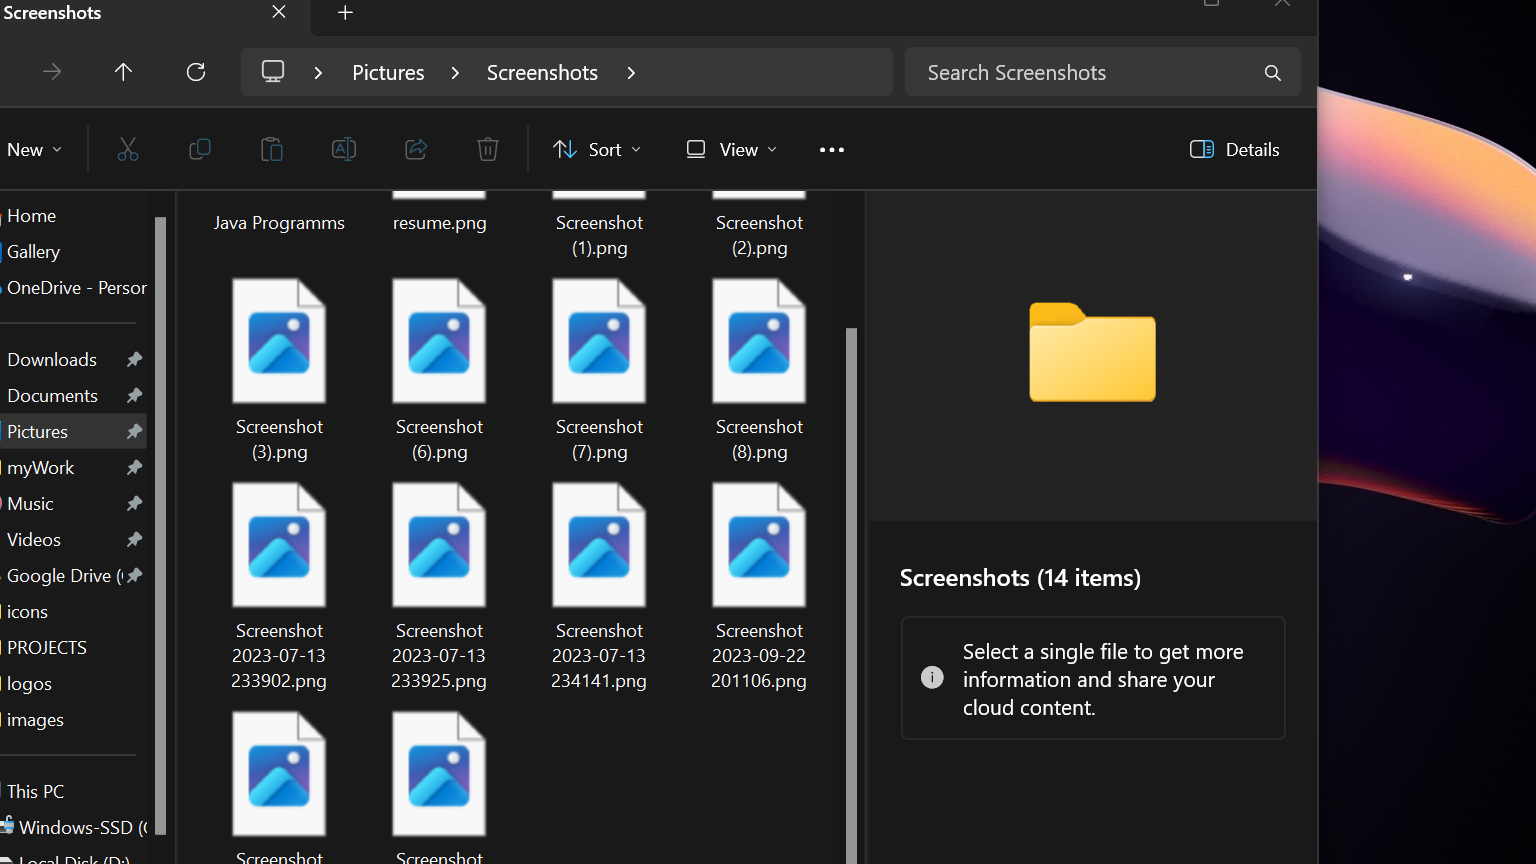 Screenshots
Pictures
Screenshots
Search Screenshots
New
Sort
View
Details
Home
Gallery
OneDrive - Person
Downloads
Documents
Pictures
myWork
Music
Videos
Google Drive (
icons
PROJECTS
logos
images
This PC
Windows-SSD (C
Local Disk (D:)
Java Programms
resume.png
Screenshot
(1).png
Screenshot
(2).png
Screenshot
(3).png
Screenshot
(6).png
Screenshot
(7).png
Screenshot
(8).png
Screenshot
2023-07-13
233902.png
Screenshot
2023-07-13
233925.png
Screenshot
2023-07-13
234141.png
Screenshot
2023-09-22
201106.png
Screenshot
Screenshot
Screenshots (14 items)
Select a single file to get more
information and share your
cloud content.